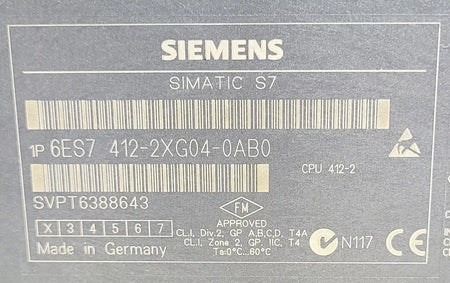 SIEMENS
SIMATIC S7
1P 6ES7 412-2XG04-0AB0
CPU 412-2
SVPT6388643
X 3 4 5 6 7
Made in Germany
FM
APPROVED
CL.I, Div.2; GP A,B,C,D, T4A
CL.I, Zone 2, GP. IIC, T4
Ta:0°C...60°C
N117 CE